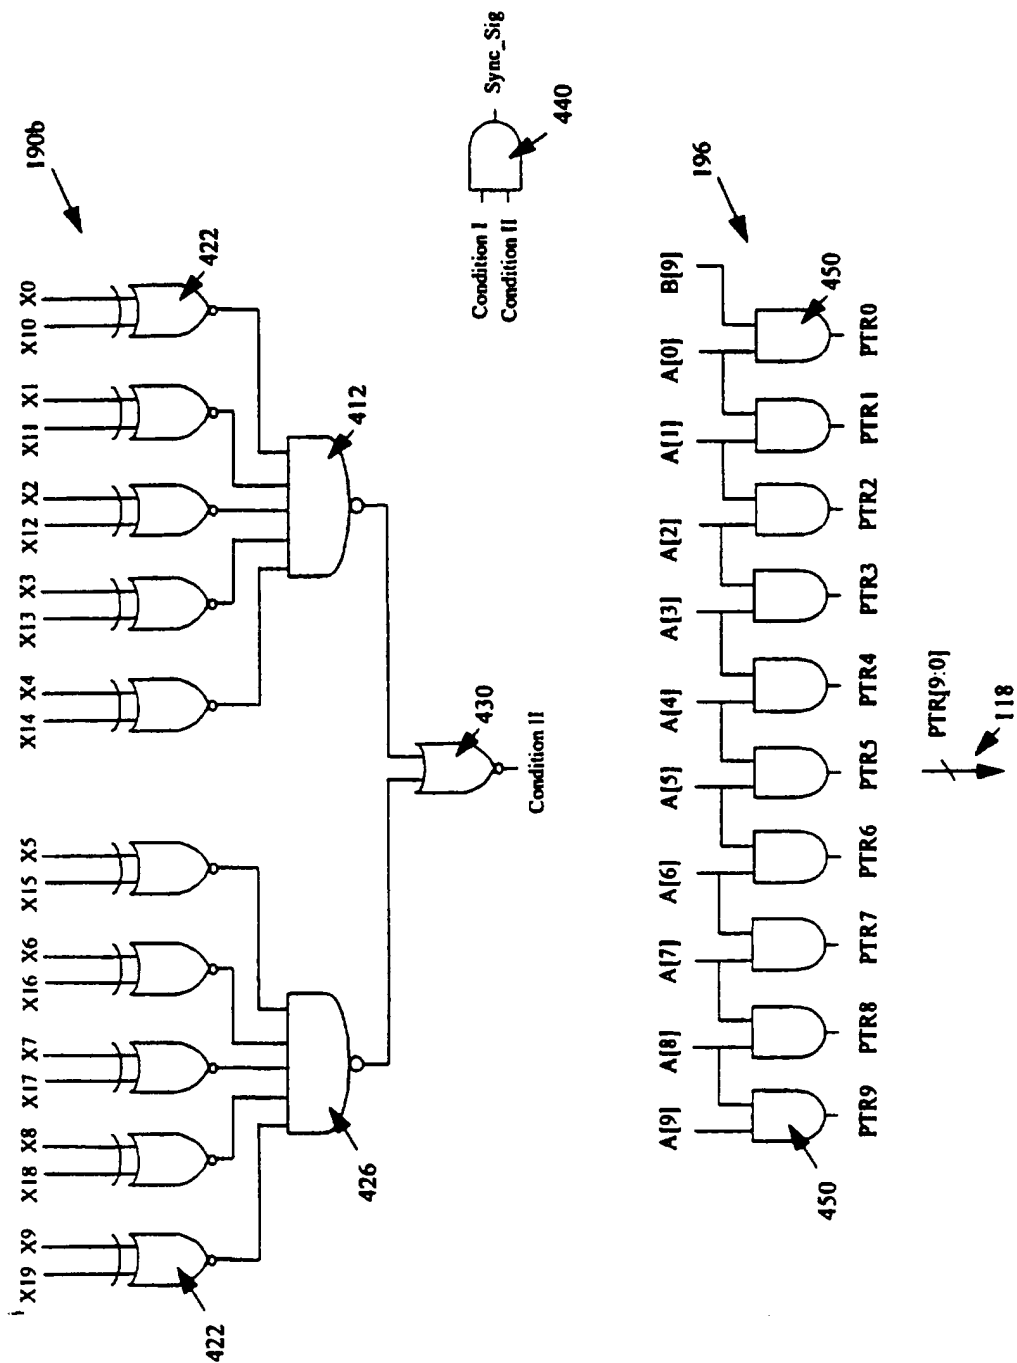 190b
X19 X9
X18 X8
X17 X7
X16 X6
X15 X5
X14 X4
X13 X3
X12 X2
X11 X1
X10 X0
422
422
426
412
430
Condition II
Condition I
Condition II
Sync_Sig
440
196
A[9]
A[8]
A[7]
A[6]
A[5]
A[4]
A[3]
A[2]
A[1]
A[0]
B[9]
450
450
PTR9
PTR8
PTR7
PTR6
PTR5
PTR4
PTR3
PTR2
PTR1
PTR0
PTR[9:0]
118